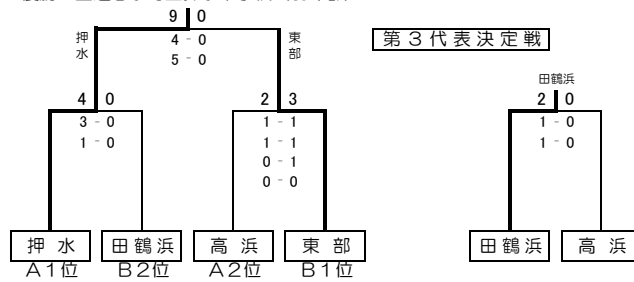 9 0
4 - 0
5 - 0
押水
東部
第３代表決定戦
田鶴浜
4 0
3 - 0
1 - 0
2 3
1 - 1
1 - 1
0 - 1
0 - 0
2 0
1 - 0
1 - 0
押水 田鶴浜 高浜 東部
A1位 B2位 A2位 B1位
田鶴浜 高浜